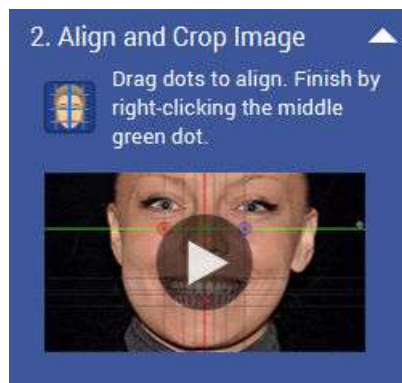 2. Align and Crop Image
Drag dots to align. Finish by
right-clicking the middle
green dot.